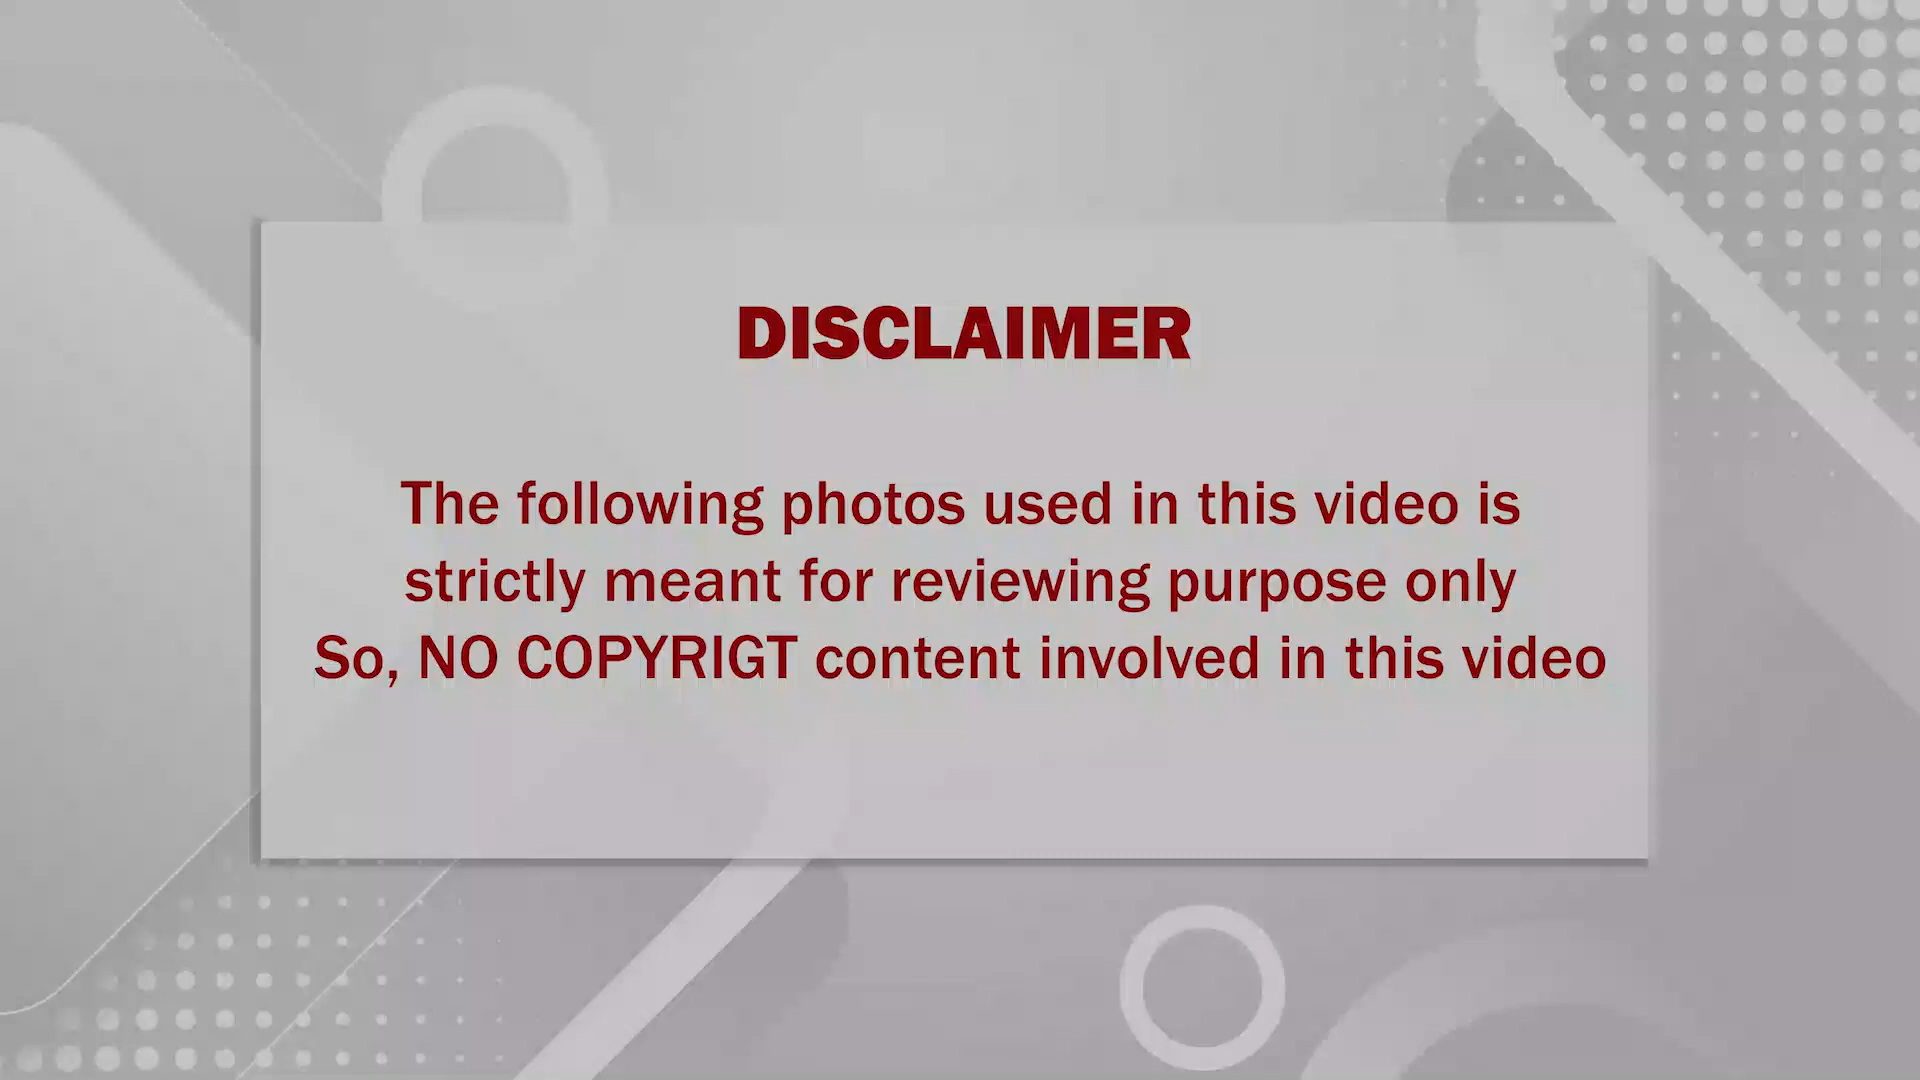 DISCLAIMER
The following photos used in this video is
strictly meant for reviewing purpose only
So, NO COPYRIGT content involved in this video